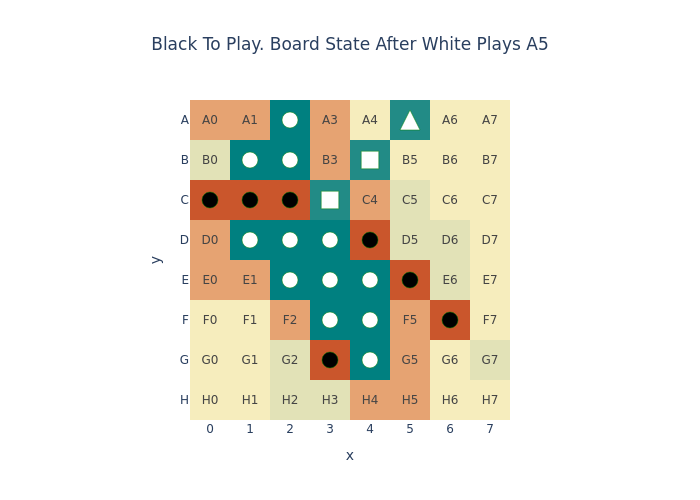 Black To Play. Board State After White Plays A5
A A0 A1 A3 A4 A6 A7
B B0 B3 B5 B6 B7
C C4 C5 C6 C7
D D0 D5 D6 D7
E E0 E1 E6 E7
F F0 F1 F2 F5 F7
G G0 G1 G2 G5 G6 G7
H H0 H1 H2 H3 H4 H5 H6 H7
0 1 2 3 4 5 6 7
x
y